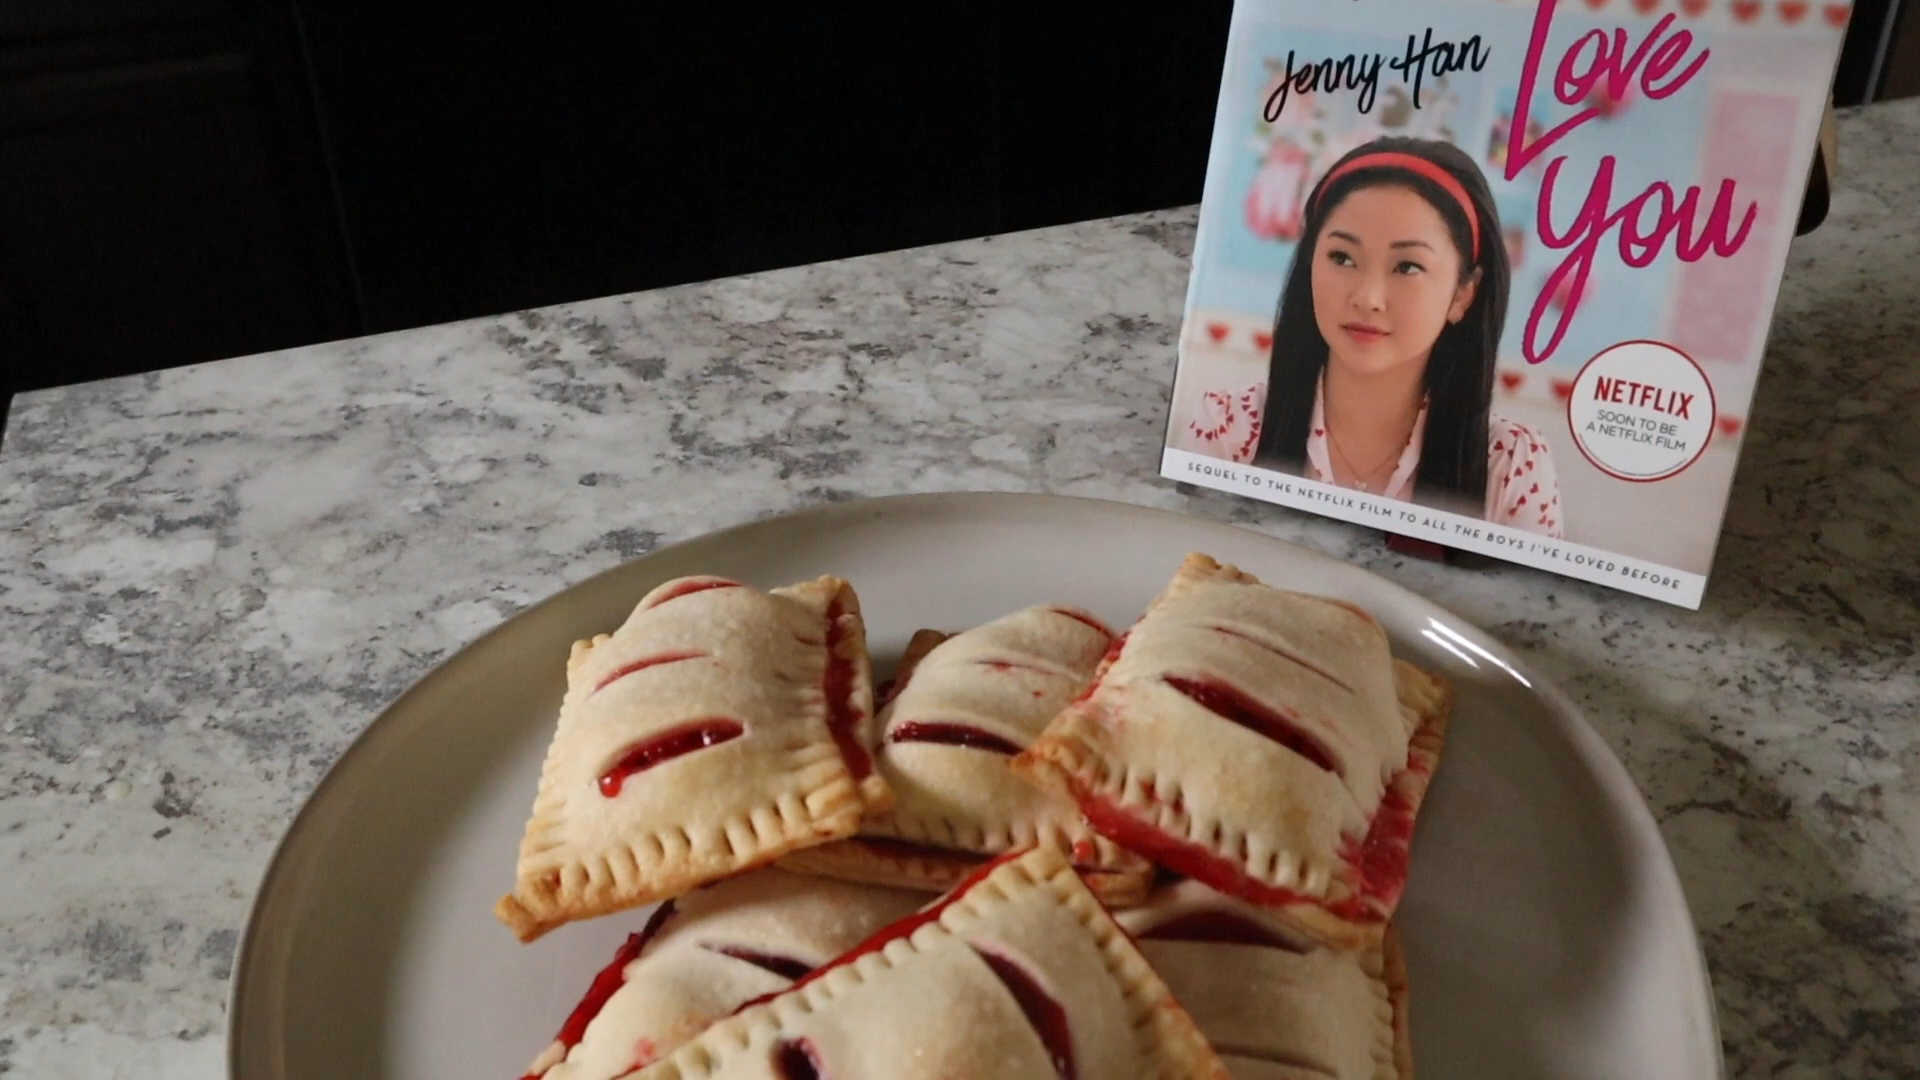 Love
Jenny Han
You
NETFLIX
SOON TO BE
A NETFLIX FILM
SEQUEL TO THE NETFLIX FILM TO ALL THE BOYS I'VE LOVED BEFORE